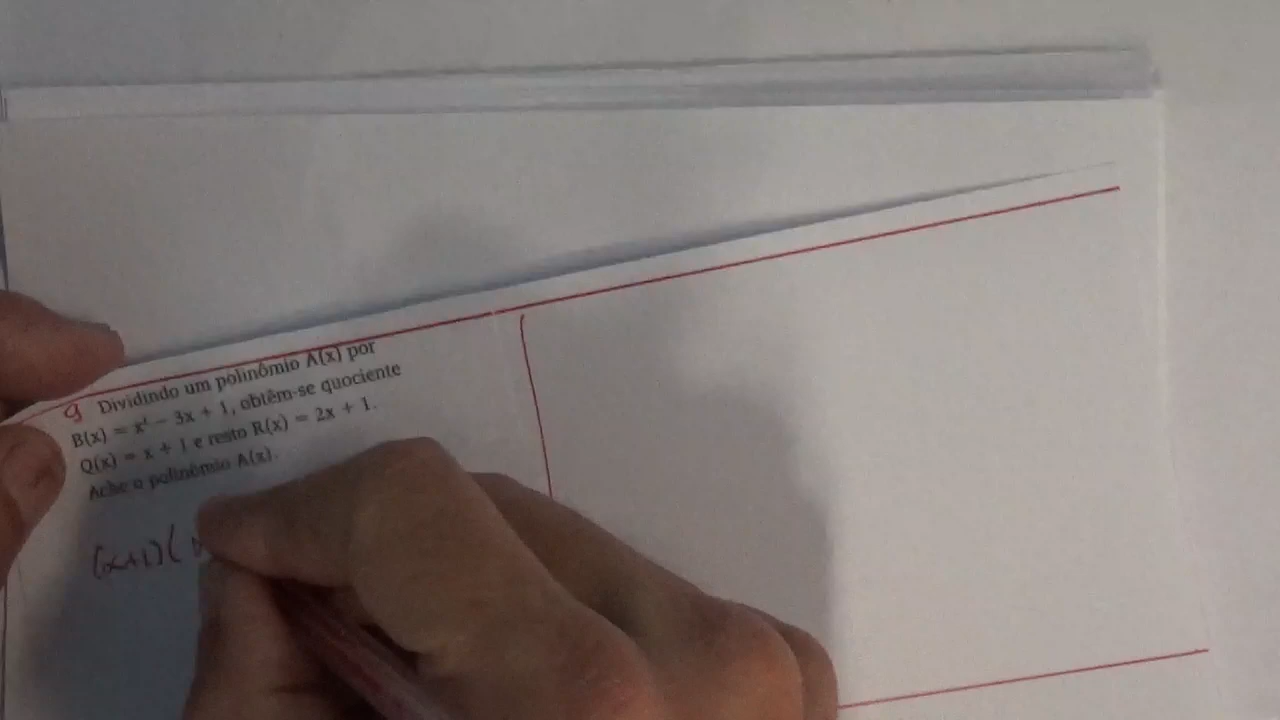 9 Dividindo um polinômio A(x) por
B(x) = x² − 3x + 1, obtêm-se quociente
Q(x) = x + 1 e resto R(x) = 2x + 1.
Ache o polinômio A(x).
(x+1)(